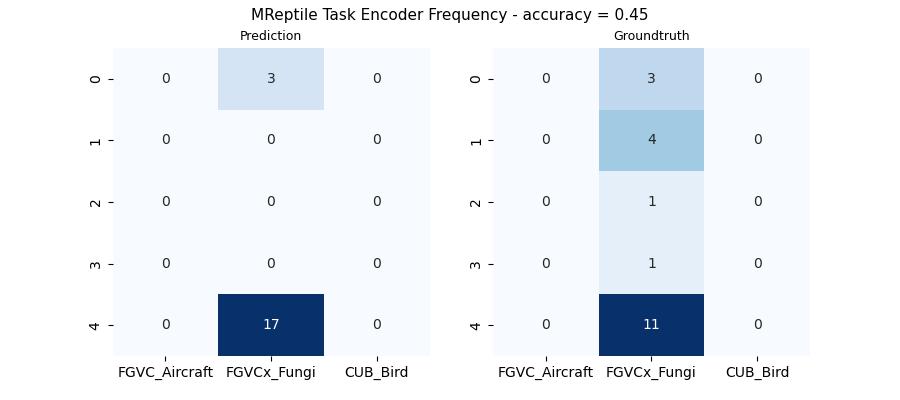 MReptile Task Encoder Frequency - accuracy = 0.45
Prediction
0 0 3 0
1 0 0 0
2 0 0 0
3 0 0 0
4 0 17 0
FGVC_Aircraft FGVCx_Fungi CUB_Bird
Groundtruth
0 0 3 0
1 0 4 0
2 0 1 0
3 0 1 0
4 0 11 0
FGVC_Aircraft FGVCx_Fungi CUB_Bird